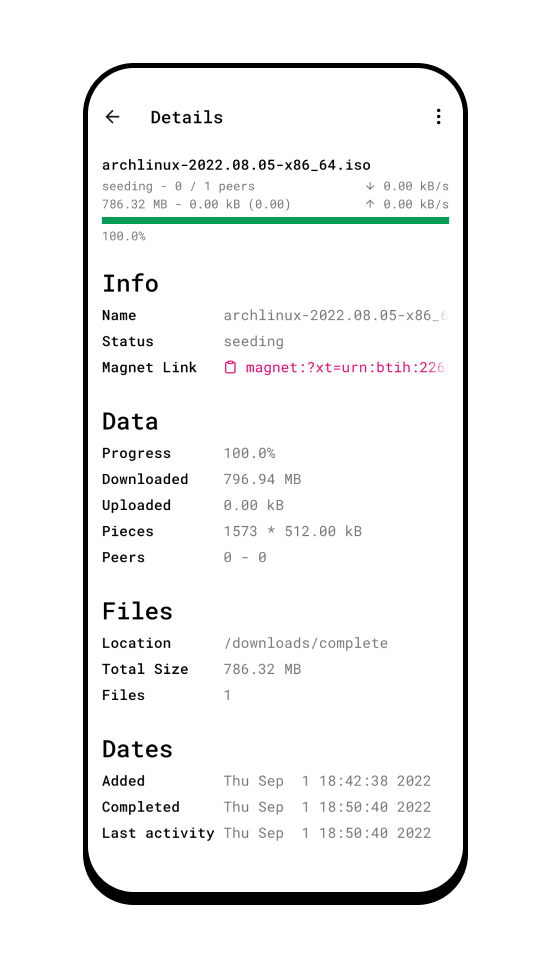 Details
archlinux-2022.08.05-x86_64.iso
seeding - 0 / 1 peers ↓ 0.00 kB/s
786.32 MB - 0.00 kB (0.00) ↑ 0.00 kB/s
100.0%
Info
Name archlinux-2022.08.05-x86_6
Status seeding
Magnet Link magnet:?xt=urn:btih:226
Data
Progress 100.0%
Downloaded 796.94 MB
Uploaded 0.00 kB
Pieces 1573 * 512.00 kB
Peers 0 - 0
Files
Location /downloads/complete
Total Size 786.32 MB
Files 1
Dates
Added Thu Sep  1 18:42:38 2022
Completed Thu Sep  1 18:50:40 2022
Last activity Thu Sep  1 18:50:40 2022